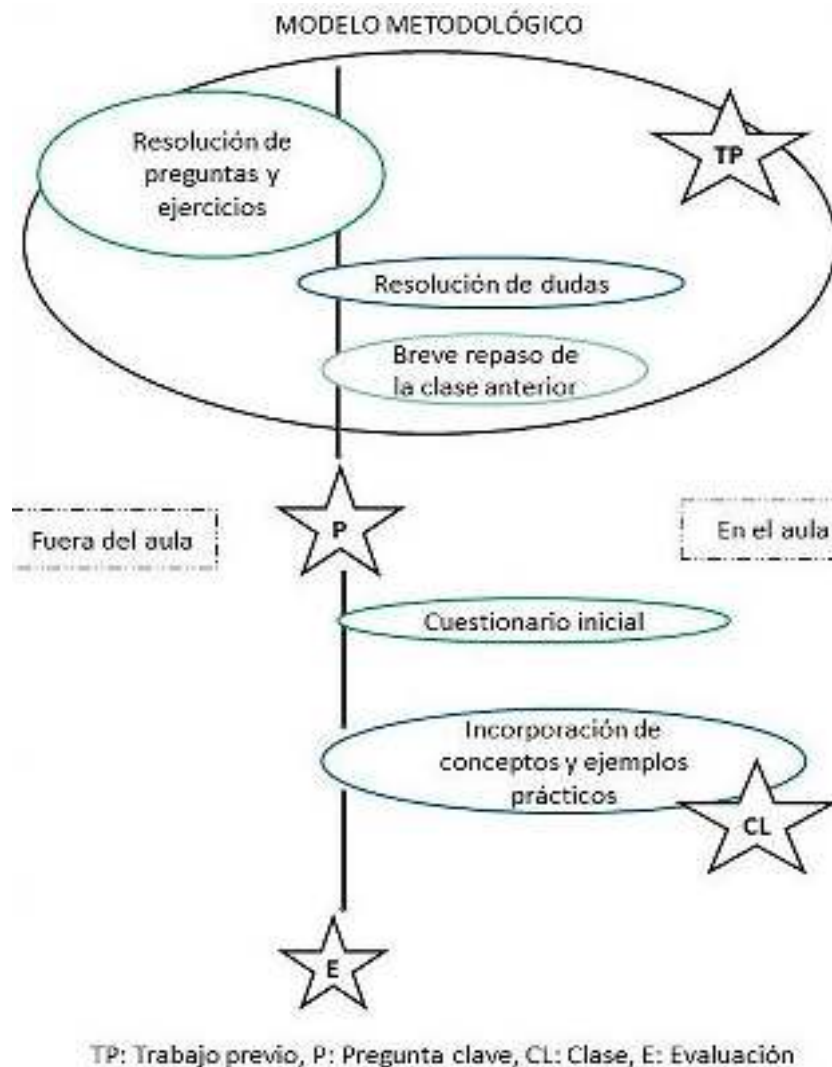 MODELO METODOLÓGICO
Resolución de
preguntas y
ejercicios
TP
Resolución de dudas
Breve repaso de
la clase anterior
P
Fuera del aula
En el aula
Cuestionario inicial
Incorporación de
conceptos y ejemplos
prácticos
CL
E
TP: Trabajo previo, P: Pregunta clave, CL: Clase, E: Evaluación